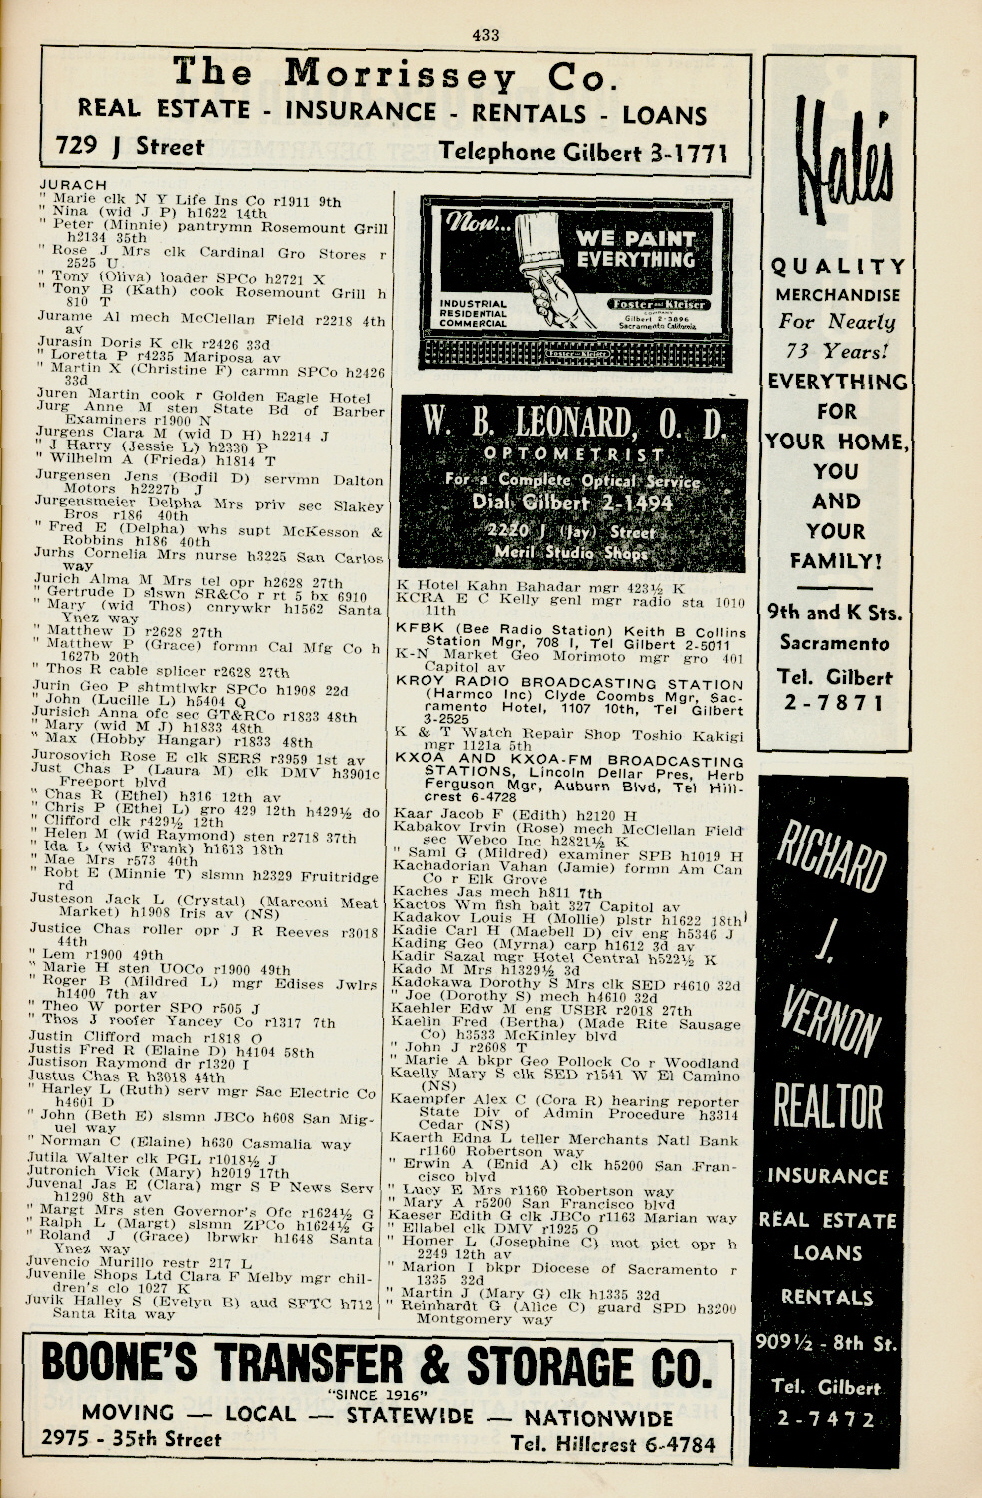 433
The Morrissey Co.
REAL ESTATE - INSURANCE - RENTALS - LOANS
729 J Street Telephone Gilbert 3-1771
JURACH
" Marie clk N Y Life Ins Co r1911 9th
" Nina (wid J P) h1622 14th
" Peter (Minnie) pantrymn Rosemount Grill
h2134 35th
" Rose J Mrs clk Cardinal Gro Stores r
2525 U
" Tony (Oliva) loader SPCo h2721 X
" Tony B (Kath) cook Rosemount Grill h
810 T
Jurame Al mech McClellan Field r2218 4th
av
Jurasin Doris K clk r2426 33d
" Loretta P r4235 Mariposa av
" Martin X (Christine F) carmn SPCo h2426
33d
Juren Martin cook r Golden Eagle Hotel
Jurg Anne M sten State Bd of Barber
Examiners r1900 N
Jurgens Clara M (wid D H) h2214 J
" J Harry (Jessie L) h2330 P
" Wilhelm A (Frieda) h1814 T
Jurgensen Jens (Bodil D) servmn Dalton
Motors h2227b J
Jurgensmeier Delpha Mrs priv sec Slakey
Bros r186 40th
" Fred E (Delpha) whs supt McKesson &
Robbins h186 40th
Jurhs Cornelia Mrs nurse h3225 San Carlos
way
Jurich Alma M Mrs tel opr h2628 27th
" Gertrude D slswn SR&Co r rt 5 bx 6910
" Mary (wid Thos) cnrywkr h1562 Santa
Ynez way
" Matthew D r2628 27th
" Matthew P (Grace) formn Cal Mfg Co h
1627b 20th
" Thos R cable splicer r2628 27th
Jurin Geo P shtmtlwkr SPCo h1908 22d
" John (Lucille L) h5404 Q
Jurisich Anna ofc sec GT&RCo r1833 48th
" Mary (wid M J) h1833 48th
" Max (Hobby Hangar) r1833 48th
Jurosovich Rose E clk SERS r3959 1st av
Just Chas P (Laura M) clk DMV h3901c
Freeport blvd
" Chas R (Ethel) h316 12th av
" Chris P (Ethel L) gro 429 12th h429½ do
" Clifford clk r429½ 12th
" Helen M (wid Raymond) sten r2718 37th
" Ida L (wid Frank) h1613 18th
" Mae Mrs r573 40th
" Robt E (Minnie T) slsmn h2329 Fruitridge
rd
Justeson Jack L (Crystal) (Marconi Meat
Market) h1908 Iris av (NS)
Justice Chas roller opr J R Reeves r3018
44th
" Lem r1900 49th
" Marie H sten UOCo r1900 49th
" Roger B (Mildred L) mgr Edises Jwlrs
h1400 7th av
" Theo W porter SPO r505 J
" Thos J roofer Yancey Co r1317 7th
Justin Clifford mach r1818 O
Justis Fred R (Elaine D) h4104 58th
Justison Raymond dr r1320 I
Justus Chas R h3018 44th
" Harley L (Ruth) serv mgr Sac Electric Co
h4601 D
" John (Beth E) slsmn JBCo h608 San Mig-
uel way
" Norman C (Elaine) h630 Casmalia way
Jutila Walter clk PGL r1018½ J
Jutronich Vick (Mary) h2019 17th
Juvenal Jas E (Clara) mgr S P News Serv
h1290 8th av
" Margt Mrs sten Governor's Ofc r1624½ G
" Ralph L (Margt) slsmn ZPCo h1624½ G
" Roland J (Grace) lbrwkr h1648 Santa
Ynez way
Juvencio Murillo restr 217 L
Juvenile Shops Ltd Clara F Melby mgr chil-
dren's clo 1027 K
Juvik Halley S (Evelyn B) aud SFTC h712
Santa Rita way
Now...
WE PAINT
EVERYTHING
INDUSTRIAL
RESIDENTIAL
COMMERCIAL
Foster and Kleiser
COMPANY
Gilbert 2-3896
Sacramento California
Foster and Kleiser
W. B. LEONARD, O. D.
OPTOMETRIST
For a Complete Optical Service
Dial Gilbert 2-1494
2220 J (Jay) Street
Meril Studio Shops
K Hotel Kahn Bahadar mgr 423½ K
KCRA E C Kelly genl mgr radio sta 1010
11th
KFBK (Bee Radio Station) Keith B Collins
Station Mgr, 708 I, Tel Gilbert 2-5011
K-N Market Geo Morimoto mgr gro 401
Capitol av
KROY RADIO BROADCASTING STATION
(Harmco Inc) Clyde Coombs Mgr, Sac-
ramento Hotel, 1107 10th, Tel Gilbert
3-2525
K & T Watch Repair Shop Toshio Kakigi
mgr 1121a 5th
KXOA AND KXOA-FM BROADCASTING
STATIONS, Lincoln Dellar Pres, Herb
Ferguson Mgr, Auburn Blvd, Tel Hill-
crest 6-4728
Kaar Jacob F (Edith) h2120 H
Kabakov Irvin (Rose) mech McClellan Field
sec Webco Inc h2821½ K
" Saml G (Mildred) examiner SPB h1019 H
Kachadorian Vahan (Jamie) formn Am Can
Co r Elk Grove
Kaches Jas mech h811 7th
Kactos Wm fish bait 327 Capitol av
Kadakov Louis H (Mollie) plstr h1622 18th
Kadie Carl H (Maebell D) civ eng h5346 J
Kading Geo (Myrna) carp h1612 3d av
Kadir Sazal mgr Hotel Central h522½ K
Kado M Mrs h1329½ 3d
Kadokawa Dorothy S Mrs clk SED r4610 32d
" Joe (Dorothy S) mech h4610 32d
Kaehler Edw M eng USBR r2018 27th
Kaelin Fred (Bertha) (Made Rite Sausage
Co) h3533 McKinley blvd
" John J r2608 T
" Marie A bkpr Geo Pollock Co r Woodland
Kaelly Mary S clk SED r1541 W El Camino
(NS)
Kaempfer Alex C (Cora R) hearing reporter
State Div of Admin Procedure h3314
Cedar (NS)
Kaerth Edna L teller Merchants Natl Bank
r1160 Robertson way
" Erwin A (Enid A) clk h5200 San Fran-
cisco blvd
" Lucy E Mrs r1160 Robertson way
" Mary A r5200 San Francisco blvd
Kaeser Edith G clk JBCo r1163 Marian way
" Ellabel clk DMV r1925 O
" Homer L (Josephine C) mot pict opr h
2249 12th av
" Marion I bkpr Diocese of Sacramento r
1335 32d
" Martin J (Mary G) clk h1335 32d
" Reinhardt G (Alice C) guard SPD h3200
Montgomery way
Hale's
QUALITY
MERCHANDISE
For Nearly
73 Years!
EVERYTHING
FOR
YOUR HOME,
YOU
AND
YOUR
FAMILY!
9th and K Sts.
Sacramento
Tel. Gilbert
2-7871
RICHARD
J.
VERNON
REALTOR
INSURANCE
REAL ESTATE
LOANS
RENTALS
909½ - 8th St.
Tel. Gilbert
2-7472
BOONE'S TRANSFER & STORAGE CO.
"SINCE 1916"
MOVING — LOCAL — STATEWIDE — NATIONWIDE
2975 - 35th Street Tel. Hillcrest 6-4784